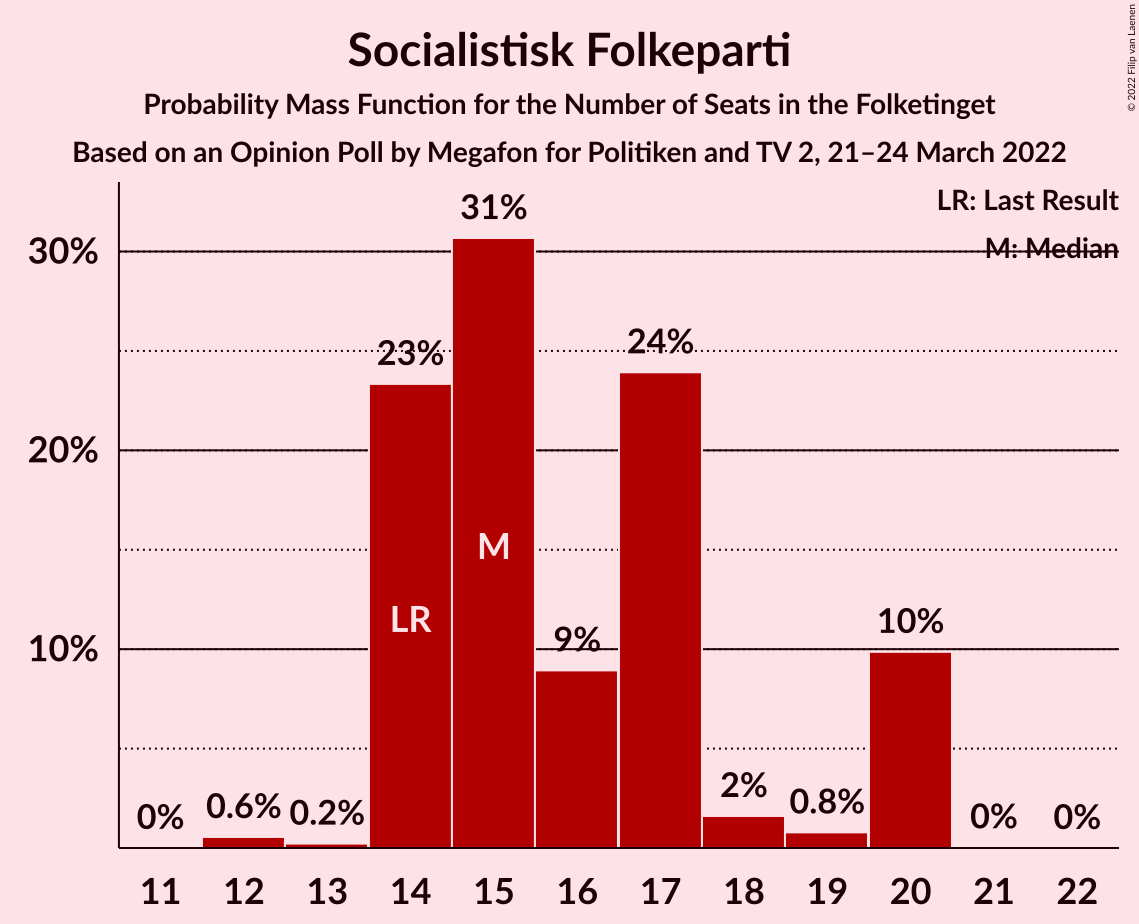 Socialistisk Folkeparti
Probability Mass Function for the Number of Seats in the Folketinget
Based on an Opinion Poll by Megafon for Politiken and TV 2, 21–24 March 2022
© 2022 Filip van Laenen
LR: Last Result
M: Median
30%
20%
10%
0%
0.6%
0.2%
23%
31%
9%
24%
2%
0.8%
10%
0%
0%
LR
M
11 12 13 14 15 16 17 18 19 20 21 22